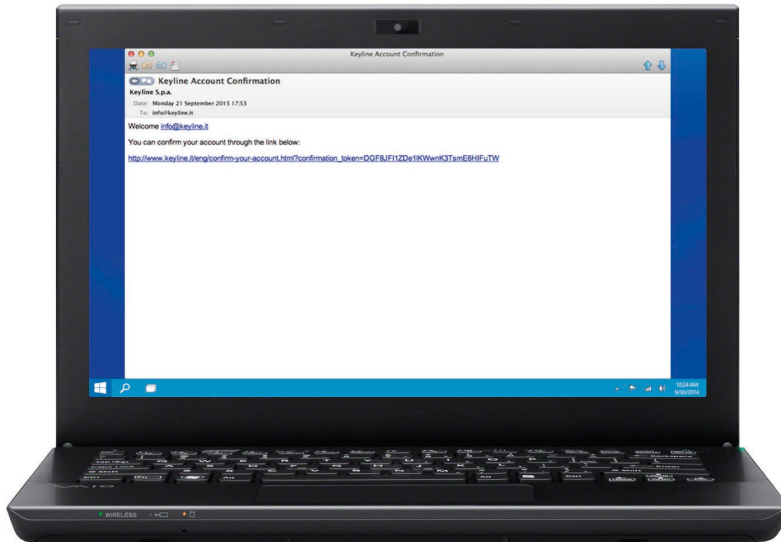 Keyline Account Confirmation
Keyline Account Confirmation
Keyline S.p.a.
Date: Monday 21 September 2015 17:53
To: info@keyline.it
Welcome info@keyline.it
You can confirm your account through the link below:
http://www.keyline.it/eng/confirm-your-account.html?confirmation_token=DGF8JFI1ZDe1IKWwnK3TsmE6HIFuTW
10:24 AM
9/30/2014
WIRELESS